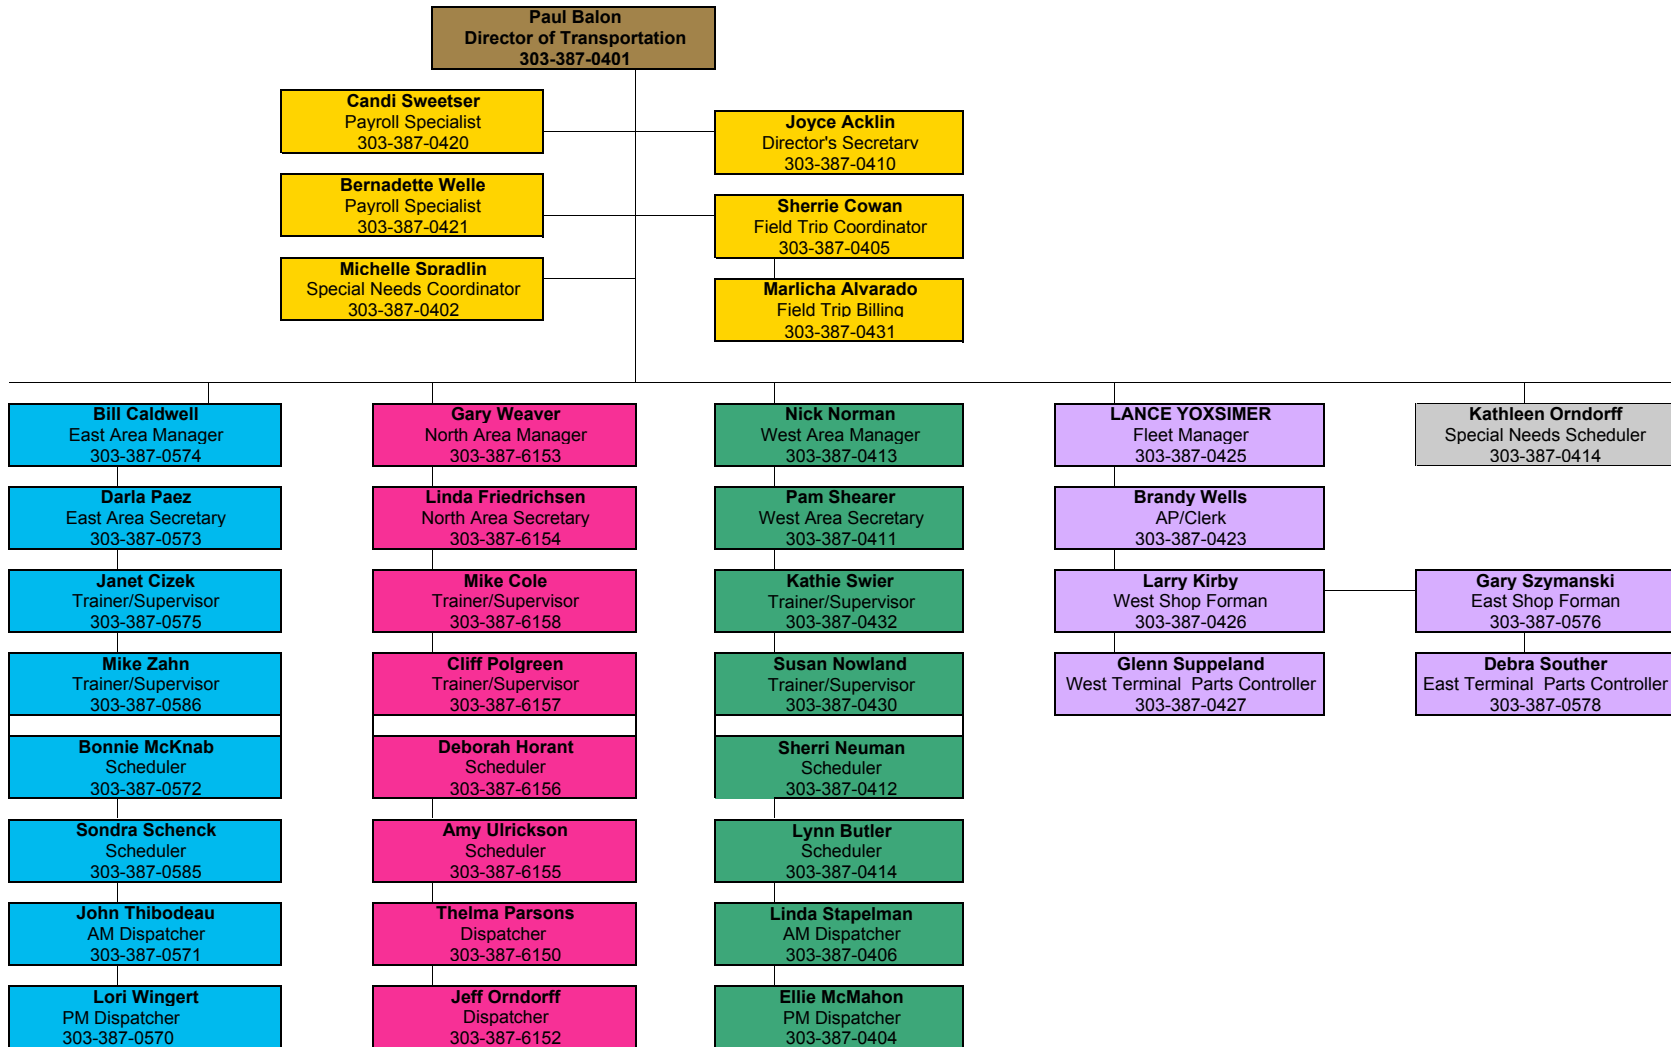 Paul Balon
Director of Transportation
303-387-0401
Candi Sweetser
Payroll Specialist
303-387-0420
Joyce Acklin
Director's Secretary
303-387-0410
Bernadette Welle
Payroll Specialist
303-387-0421
Sherrie Cowan
Field Trip Coordinator
303-387-0405
Michelle Spradlin
Special Needs Coordinator
303-387-0402
Marlicha Alvarado
Field Trip Billing
303-387-0431
Bill Caldwell
East Area Manager
303-387-0574
Gary Weaver
North Area Manager
303-387-6153
Nick Norman
West Area Manager
303-387-0413
LANCE YOXSIMER
Fleet Manager
303-387-0425
Kathleen Orndorff
Special Needs Scheduler
303-387-0414
Darla Paez
East Area Secretary
303-387-0573
Linda Friedrichsen
North Area Secretary
303-387-6154
Pam Shearer
West Area Secretary
303-387-0411
Brandy Wells
AP/Clerk
303-387-0423
Janet Cizek
Trainer/Supervisor
303-387-0575
Mike Cole
Trainer/Supervisor
303-387-6158
Kathie Swier
Trainer/Supervisor
303-387-0432
Larry Kirby
West Shop Forman
303-387-0426
Gary Szymanski
East Shop Forman
303-387-0576
Mike Zahn
Trainer/Supervisor
303-387-0586
Cliff Polgreen
Trainer/Supervisor
303-387-6157
Susan Nowland
Trainer/Supervisor
303-387-0430
Glenn Suppeland
West Terminal  Parts Controller
303-387-0427
Debra Souther
East Terminal  Parts Controller
303-387-0578
Bonnie McKnab
Scheduler
303-387-0572
Deborah Horant
Scheduler
303-387-6156
Sherri Neuman
Scheduler
303-387-0412
Sondra Schenck
Scheduler
303-387-0585
Amy Ulrickson
Scheduler
303-387-6155
Lynn Butler
Scheduler
303-387-0414
John Thibodeau
AM Dispatcher
303-387-0571
Thelma Parsons
Dispatcher
303-387-6150
Linda Stapelman
AM Dispatcher
303-387-0406
Lori Wingert
PM Dispatcher
303-387-0570
Jeff Orndorff
Dispatcher
303-387-6152
Ellie McMahon
PM Dispatcher
303-387-0404